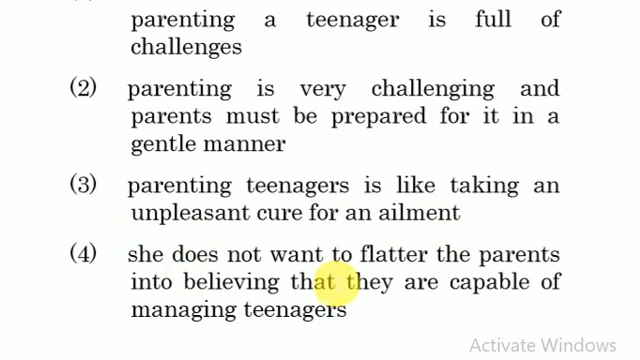 parenting a teenager is full of
challenges
(2) parenting is very challenging and
parents must be prepared for it in a
gentle manner
(3) parenting teenagers is like taking an
unpleasant cure for an ailment
(4) she does not want to flatter the parents
into believing that they are capable of
managing teenagers
Activate Windows